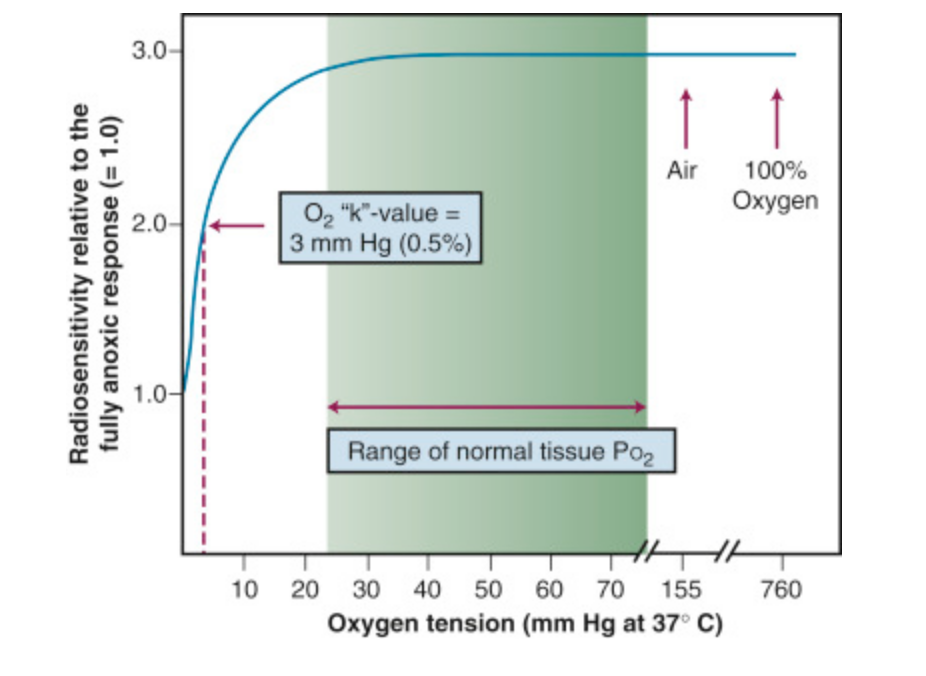 Radiosensitivity relative to the
fully anoxic response (= 1.0)
3.0
2.0
1.0
O₂ “k”-value =
3 mm Hg (0.5%)
Air
100%
Oxygen
Range of normal tissue Po₂
10 20 30 40 50 60 70 155 760
Oxygen tension (mm Hg at 37° C)